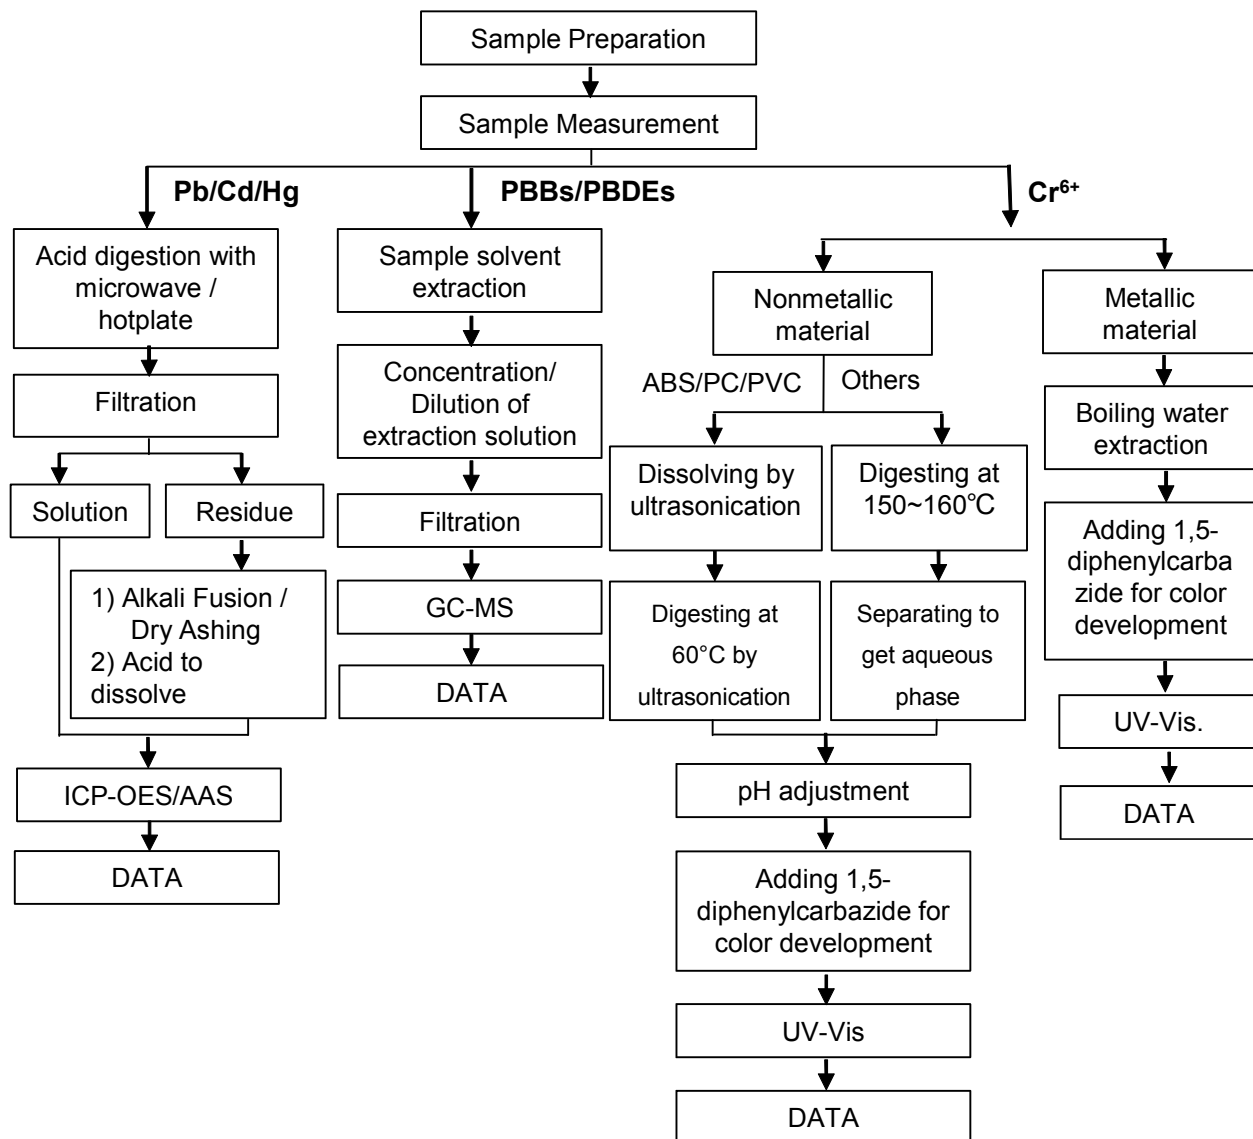 Sample Preparation
Sample Measurement
Pb/Cd/Hg
PBBs/PBDEs
Cr⁶⁺
Acid digestion with
microwave /
hotplate
Filtration
Solution
Residue
1) Alkali Fusion /
Dry Ashing
2) Acid to
dissolve
ICP-OES/AAS
DATA
Sample solvent
extraction
Concentration/
Dilution of
extraction solution
Filtration
GC-MS
DATA
Nonmetallic
material
ABS/PC/PVC
Others
Dissolving by
ultrasonication
Digesting at
60°C by
ultrasonication
Digesting at
150~160℃
Separating to
get aqueous
phase
pH adjustment
Adding 1,5-
diphenylcarbazide for
color development
UV-Vis
DATA
Metallic
material
Boiling water
extraction
Adding 1,5-
diphenylcarba
zide for color
development
UV-Vis.
DATA